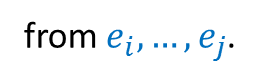 from e_i, … , e_j.